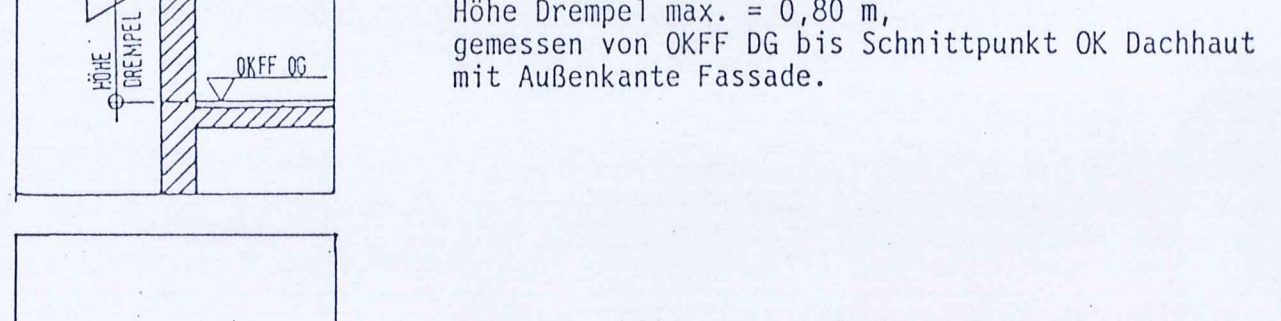 HÖHE
DREMPEL
OKFF OG
Höhe Drempel max. = 0,80 m,
gemessen von OKFF DG bis Schnittpunkt OK Dachhaut
mit Außenkante Fassade.